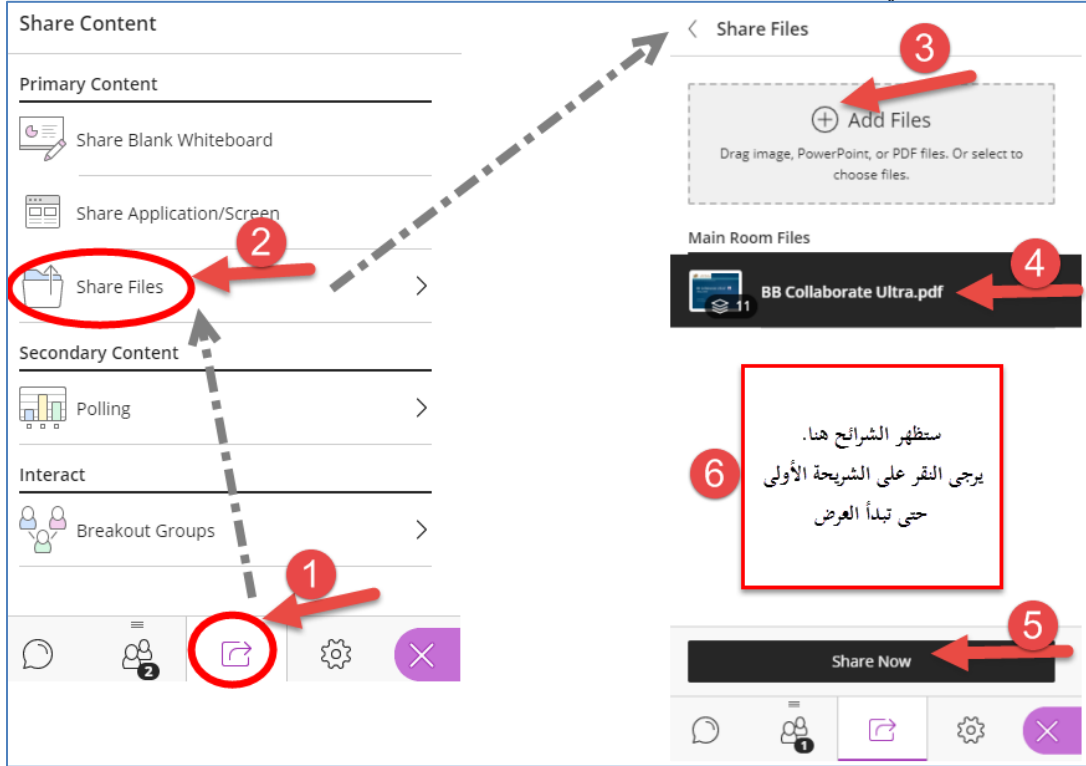 Share Content
Primary Content
Share Blank Whiteboard
Share Application/Screen
2
Share Files
Secondary Content
Polling
Interact
Breakout Groups
1
2
Share Files
3
Add Files
Drag image, PowerPoint, or PDF files. Or select to
choose files.
Main Room Files
4
BB Collaborate Ultra.pdf
11
ستظهر الشرائح هنا.
يرجى النقر على الشريحة الأولى
حتى تبدأ العرض
6
5
Share Now
1